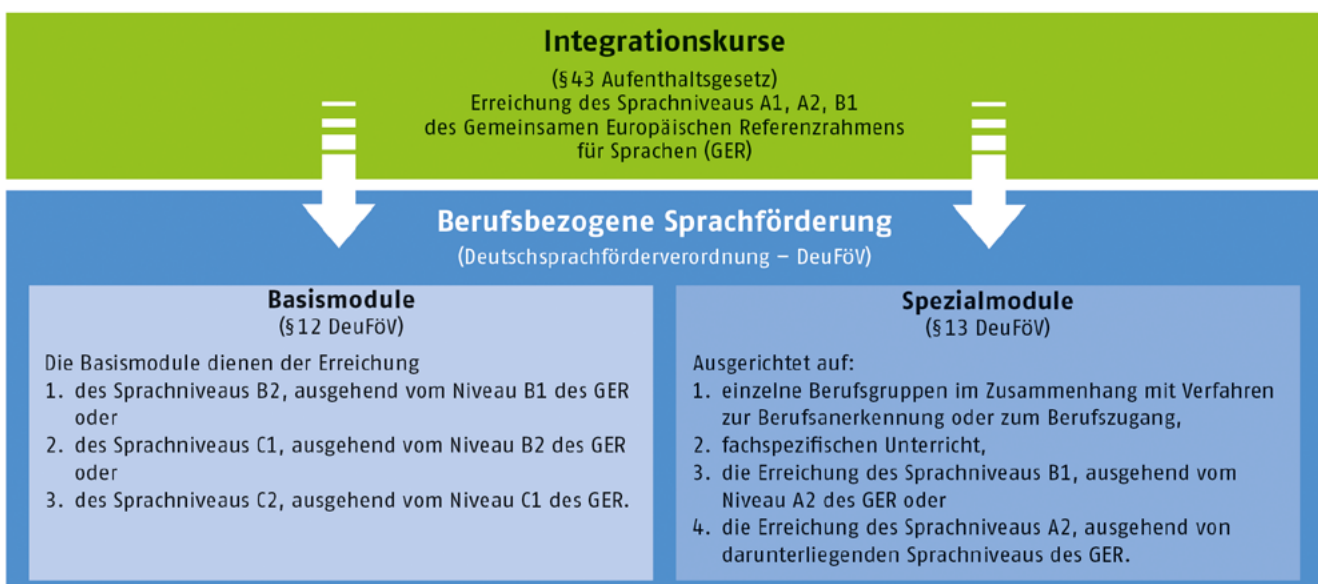 Integrationskurse
(§43 Aufenthaltsgesetz)
Erreichung des Sprachniveaus A1, A2, B1
des Gemeinsamen Europäischen Referenzrahmens
für Sprachen (GER)
Berufsbezogene Sprachförderung
(Deutschsprachförderverordnung – DeuFöV)
Basismodule
(§12 DeuFöV)
Die Basismodule dienen der Erreichung
1. des Sprachniveaus B2, ausgehend vom Niveau B1 des GER
oder
2. des Sprachniveaus C1, ausgehend vom Niveau B2 des GER
oder
3. des Sprachniveaus C2, ausgehend vom Niveau C1 des GER.
Spezialmodule
(§13 DeuFöV)
Ausgerichtet auf:
1. einzelne Berufsgruppen im Zusammenhang mit Verfahren
zur Berufsanerkennung oder zum Berufszugang,
2. fachspezifischen Unterricht,
3. die Erreichung des Sprachniveaus B1, ausgehend vom
Niveau A2 des GER oder
4. die Erreichung des Sprachniveaus A2, ausgehend von
darunterliegenden Sprachniveaus des GER.